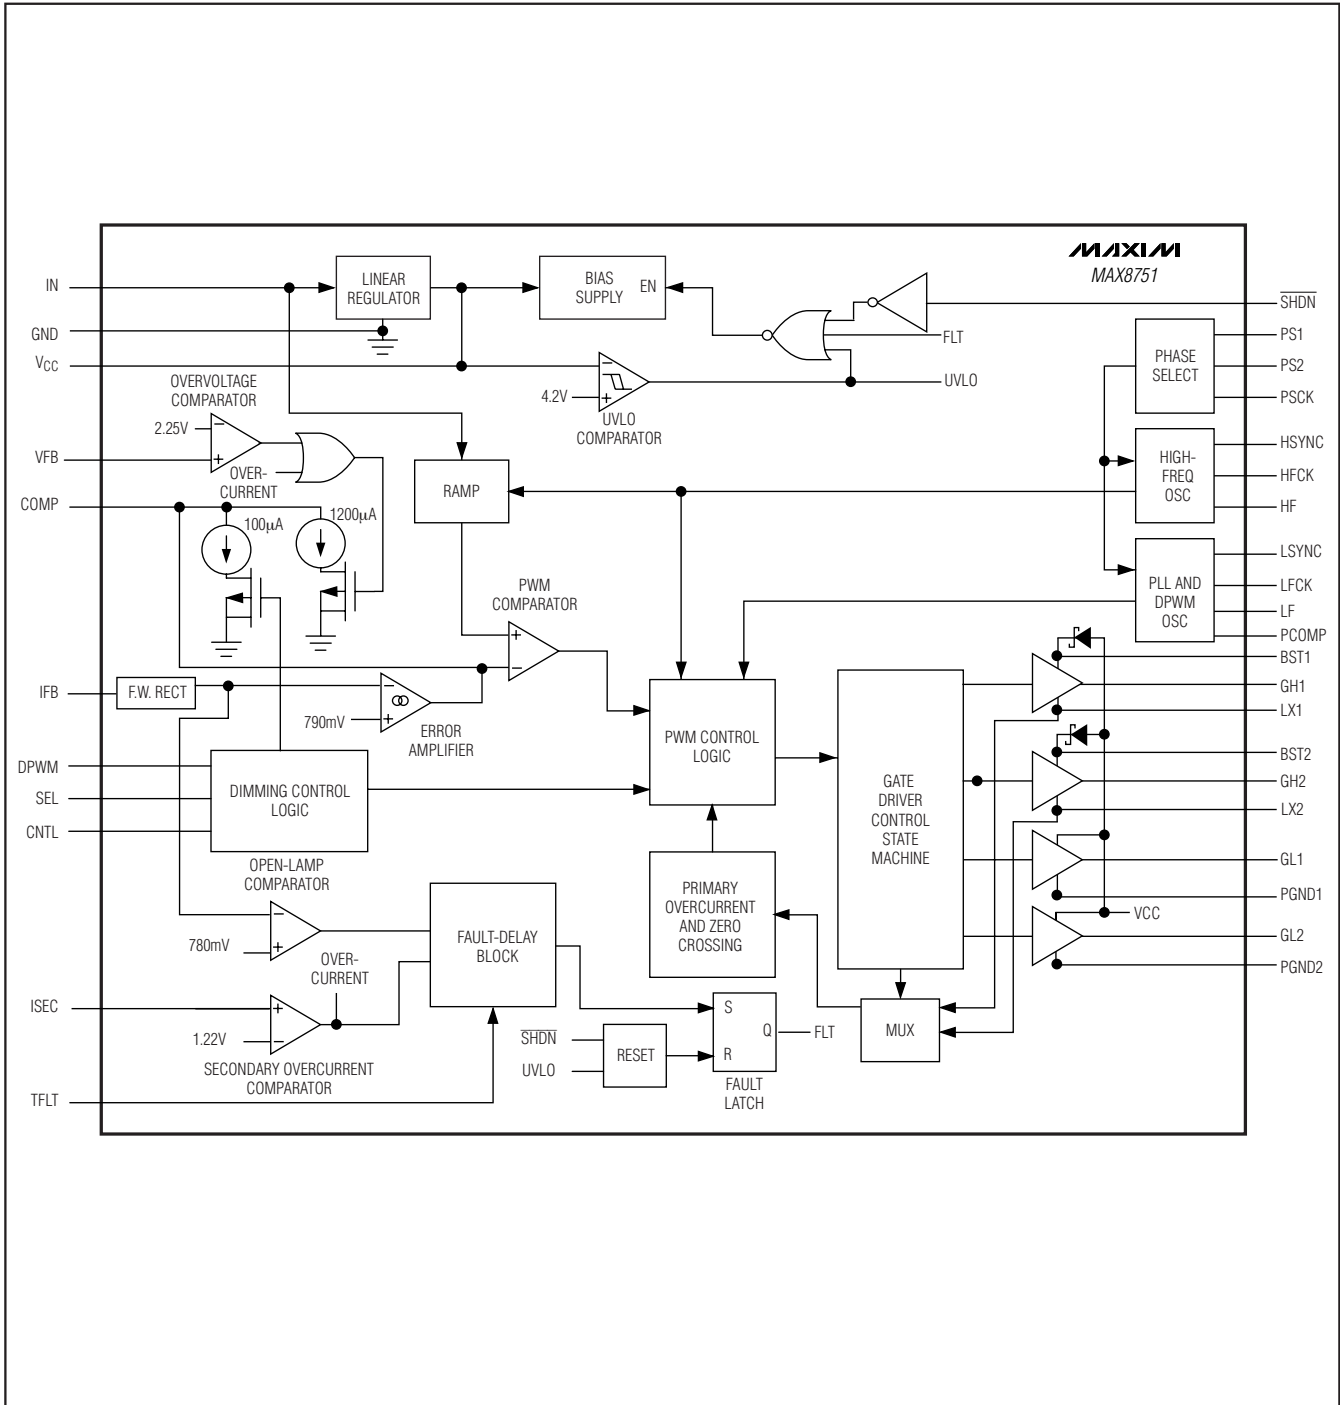 MAXIM
MAX8751
IN
GND
VCC
VFB
COMP
IFB
DPWM
SEL
CNTL
ISEC
TFLT
LINEAR
REGULATOR
BIAS
SUPPLY
EN
FLT
UVLO
4.2V
−
+
UVLO
COMPARATOR
OVERVOLTAGE
COMPARATOR
2.25V
−
+
OVER-
CURRENT
100µA
1200µA
RAMP
PWM
COMPARATOR
+
−
F.W. RECT
790mV
−
+
ERROR
AMPLIFIER
DIMMING CONTROL
LOGIC
OPEN-LAMP
COMPARATOR
780mV
−
+
OVER-
CURRENT
1.22V
+
−
SECONDARY OVERCURRENT
COMPARATOR
FAULT-DELAY
BLOCK
SHDN
UVLO
RESET
S
R
Q
FLT
FAULT
LATCH
PWM CONTROL
LOGIC
PRIMARY
OVERCURRENT
AND ZERO
CROSSING
GATE
DRIVER
CONTROL
STATE
MACHINE
MUX
PHASE
SELECT
HIGH-
FREQ
OSC
PLL AND
DPWM
OSC
VCC
SHDN
PS1
PS2
PSCK
HSYNC
HFCK
HF
LSYNC
LFCK
LF
PCOMP
BST1
GH1
LX1
BST2
GH2
LX2
GL1
PGND1
GL2
PGND2